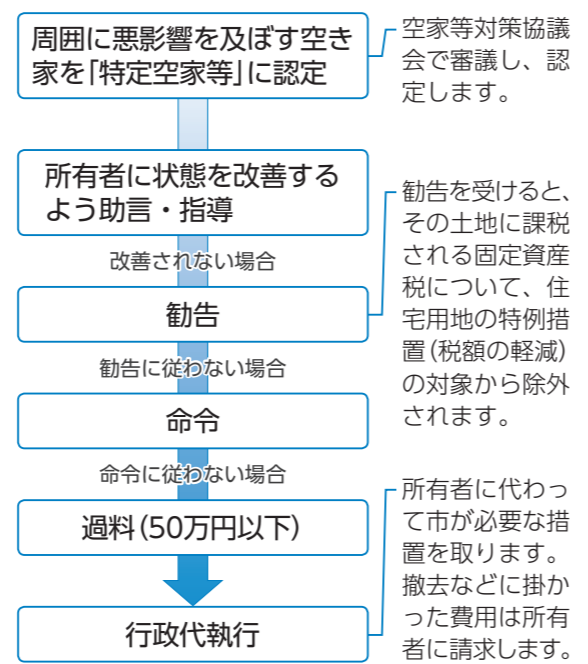 周囲に悪影響を及ぼす空き
家を「特定空家等」に認定
空家等対策協議
会で審議し、認
定します。
所有者に状態を改善する
よう助言・指導
改善されない場合
勧告
勧告を受けると、
その土地に課税
される固定資産
税について、住
宅用地の特例措
置(税額の軽減)
の対象から除外
されます。
勧告に従わない場合
命令
命令に従わない場合
過料(50万円以下)
行政代執行
所有者に代わっ
て市が必要な措
置を取ります。
撤去などに掛か
った費用は所有
者に請求します。